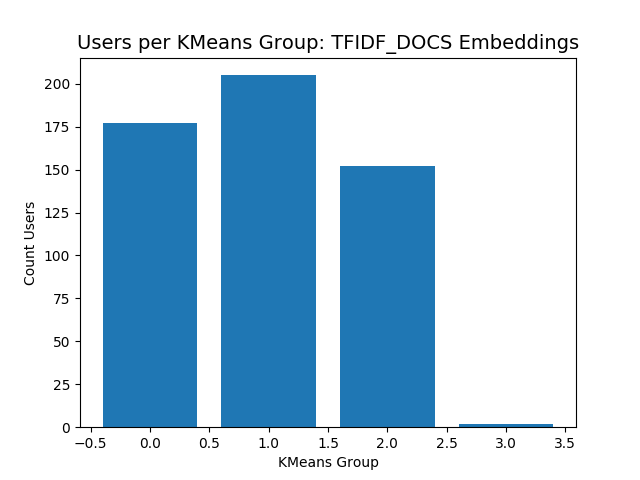 Users per KMeans Group: TFIDF_DOCS Embeddings
200
175
150
125
100
75
50
25
0
Count Users
−0.5 0.0 0.5 1.0 1.5 2.0 2.5 3.0 3.5
KMeans Group